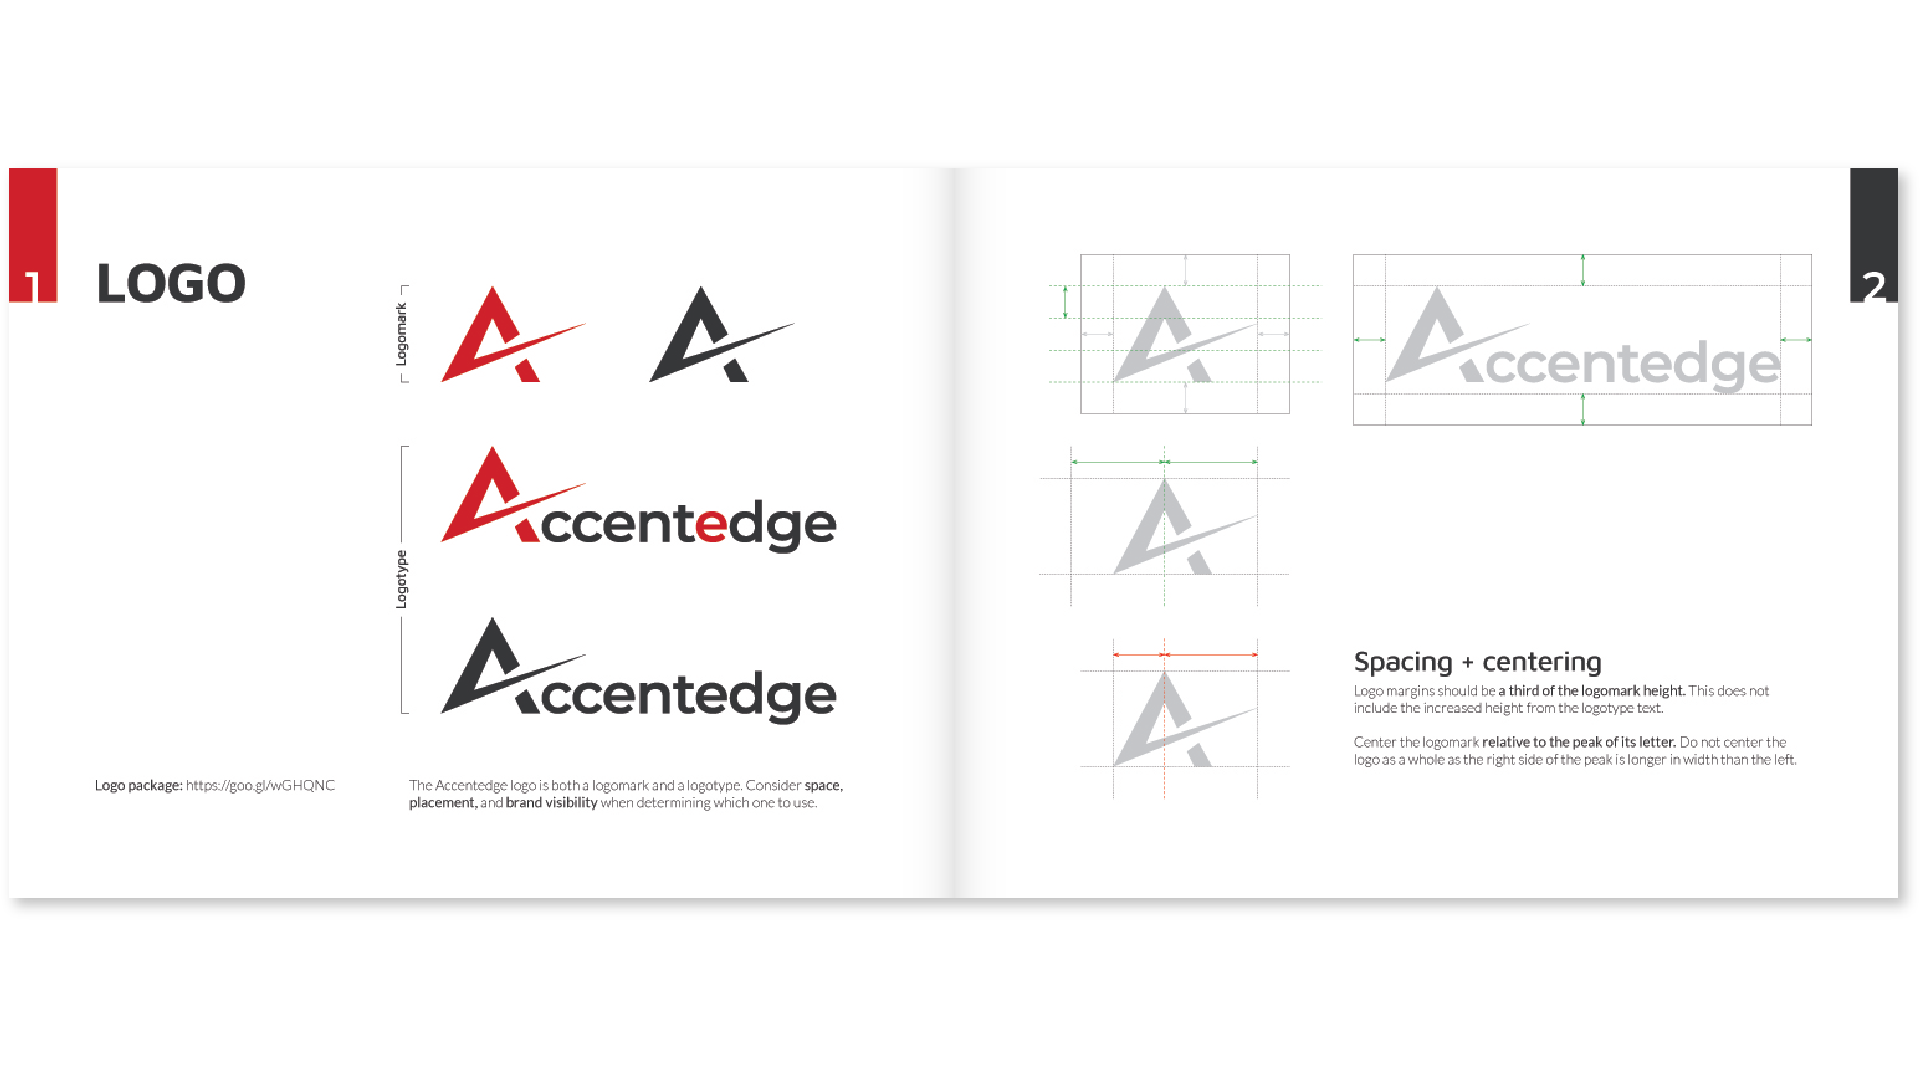 1
LOGO
Logomark
Logotype
Accentedge
Accentedge
Logo package: https://goo.gl/wGHQNC
The Accentedge logo is both a logomark and a logotype. Consider space,
placement, and brand visibility when determining which one to use.
2
Accentedge
Spacing + centering
Logo margins should be a third of the logomark height. This does not
include the increased height from the logotype text.
Center the logomark relative to the peak of its letter. Do not center the
logo as a whole as the right side of the peak is longer in width than the left.